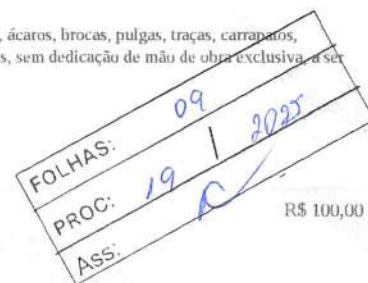 , ácaros, brocas, pulgas, traças, carrapatos,
s, sem dedicação de mão de obra exclusiva, a ser
FOLHAS: 09
PROC: 19 | 2025
ASS:
R$ 100,00